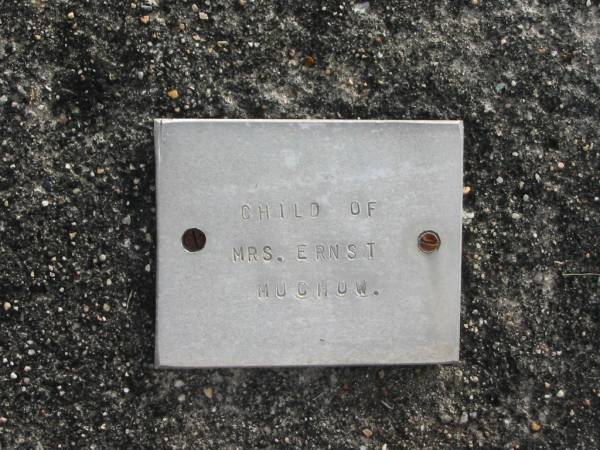 CHILD OF
MRS. ERNST
MUCHOW.